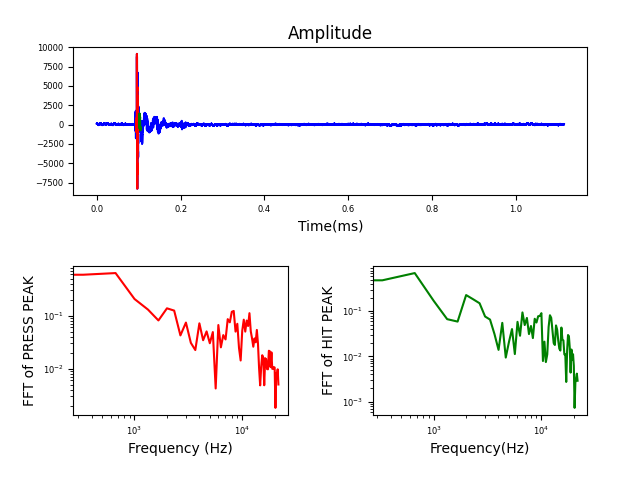 Amplitude
10000
7500
5000
2500
0
−2500
−5000
−7500
0.0 0.2 0.4 0.6 0.8 1.0
Time(ms)
FFT of PRESS PEAK
10⁻¹
10⁻²
10³ 10⁴
Frequency (Hz)
FFT of HIT PEAK
10⁻¹
10⁻²
10⁻³
10³ 10⁴
Frequency(Hz)